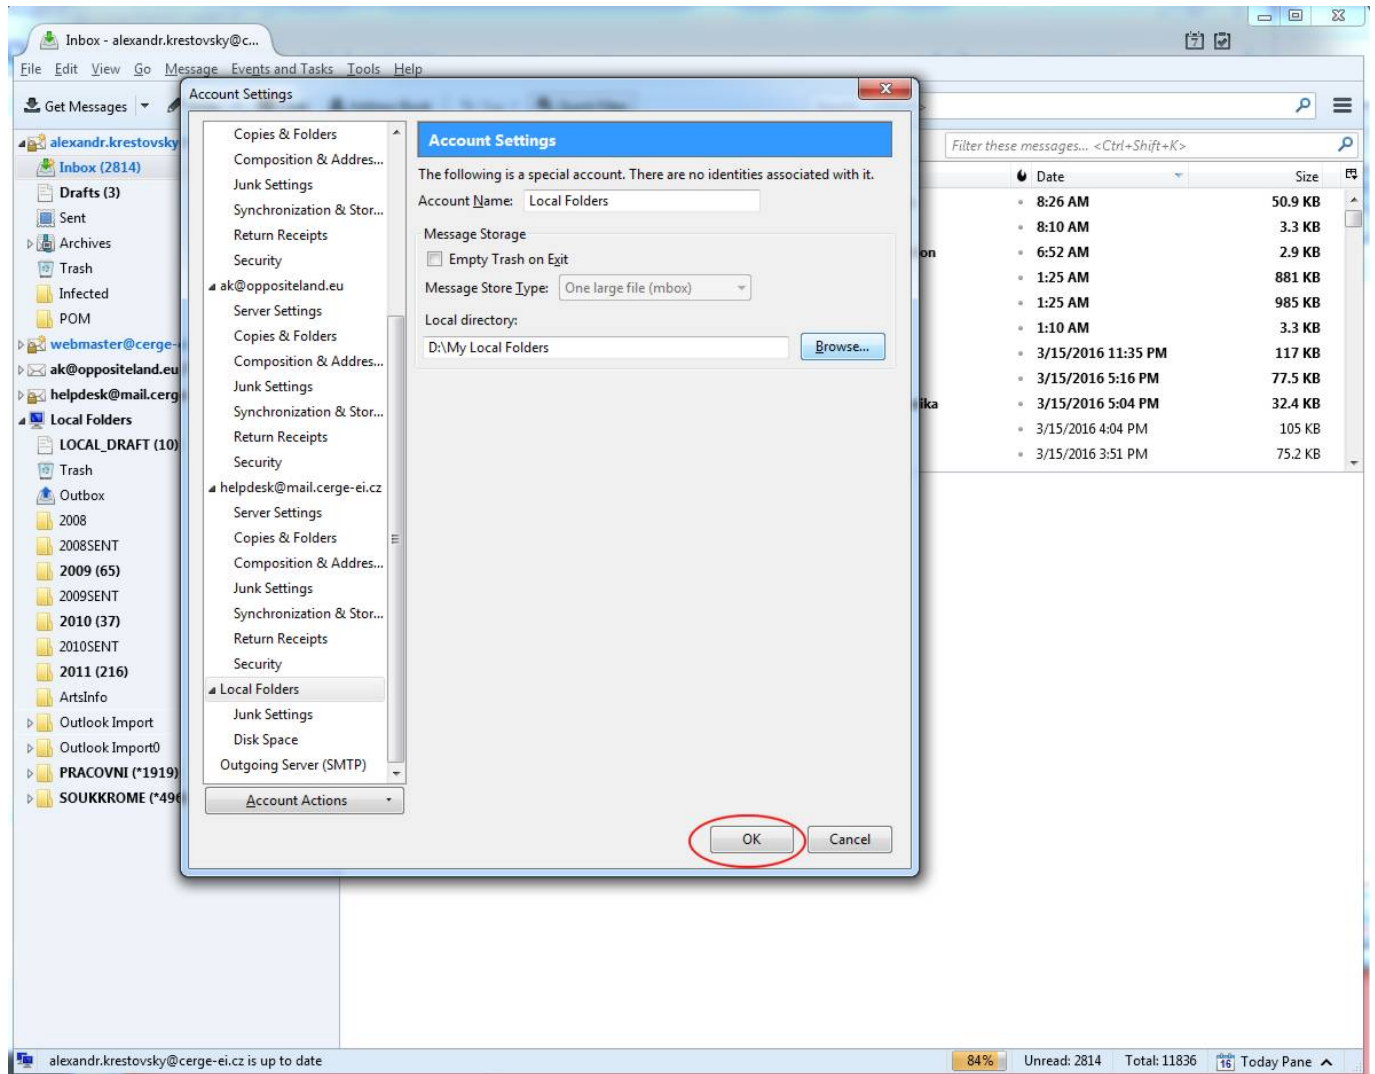 Inbox - alexandr.krestovsky@c...
7
File Edit View Go Message Events and Tasks Tools Help
Get Messages
Account Settings
Filter these messages... <Ctrl+Shift+K>
alexandr.krestovsky
Inbox (2814)
Drafts (3)
Sent
Archives
Trash
Infected
POM
webmaster@cerge-
ak@oppositeland.eu
helpdesk@mail.cerg
Local Folders
LOCAL_DRAFT (10)
Trash
Outbox
2008
2008SENT
2009 (65)
2009SENT
2010 (37)
2010SENT
2011 (216)
ArtsInfo
Outlook Import
Outlook Import0
PRACOVNI (*1919)
SOUKKROME (*496
Copies & Folders
Composition & Addres...
Junk Settings
Synchronization & Stor...
Return Receipts
Security
ak@oppositeland.eu
Server Settings
Copies & Folders
Composition & Addres...
Junk Settings
Synchronization & Stor...
Return Receipts
Security
helpdesk@mail.cerge-ei.cz
Server Settings
Copies & Folders
Composition & Addres...
Junk Settings
Synchronization & Stor...
Return Receipts
Security
Local Folders
Junk Settings
Disk Space
Outgoing Server (SMTP)
Account Actions
Account Settings
The following is a special account. There are no identities associated with it.
Account Name: Local Folders
Message Storage
Empty Trash on Exit
Message Store Type: One large file (mbox)
Local directory:
D:\My Local Folders Browse...
OK Cancel
Date Size
8:26 AM 50.9 KB
8:10 AM 3.3 KB
on 6:52 AM 2.9 KB
1:25 AM 881 KB
1:25 AM 985 KB
1:10 AM 3.3 KB
3/15/2016 11:35 PM 117 KB
3/15/2016 5:16 PM 77.5 KB
ika 3/15/2016 5:04 PM 32.4 KB
3/15/2016 4:04 PM 105 KB
3/15/2016 3:51 PM 75.2 KB
alexandr.krestovsky@cerge-ei.cz is up to date
84% Unread: 2814 Total: 11836 16 Today Pane